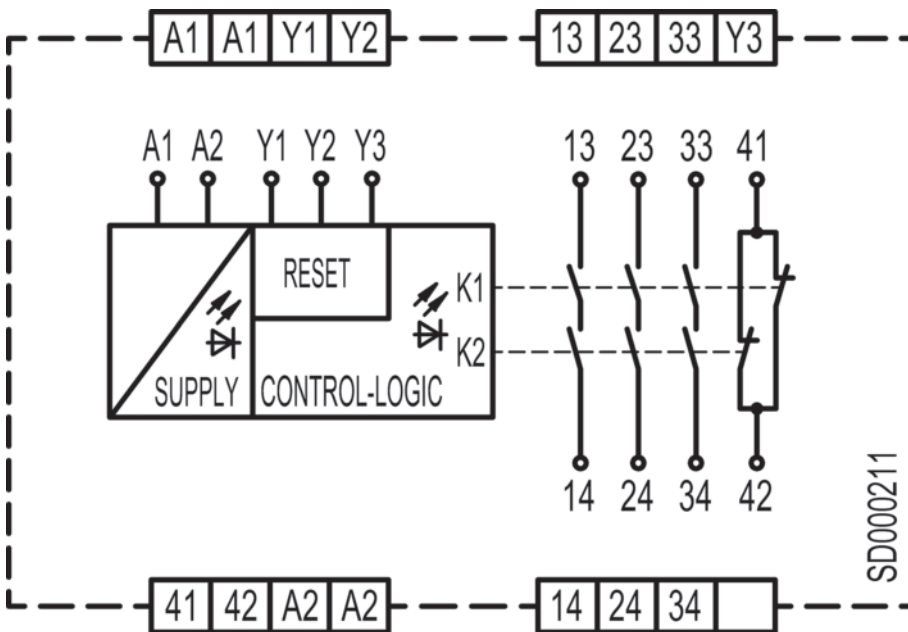 A1 A1 Y1 Y2 13 23 33 Y3
A1 A2 Y1 Y2 Y3 13 23 33 41
RESET
K1
K2
SUPPLY CONTROL-LOGIC
14 24 34 42
SD000211
41 42 A2 A2 14 24 34